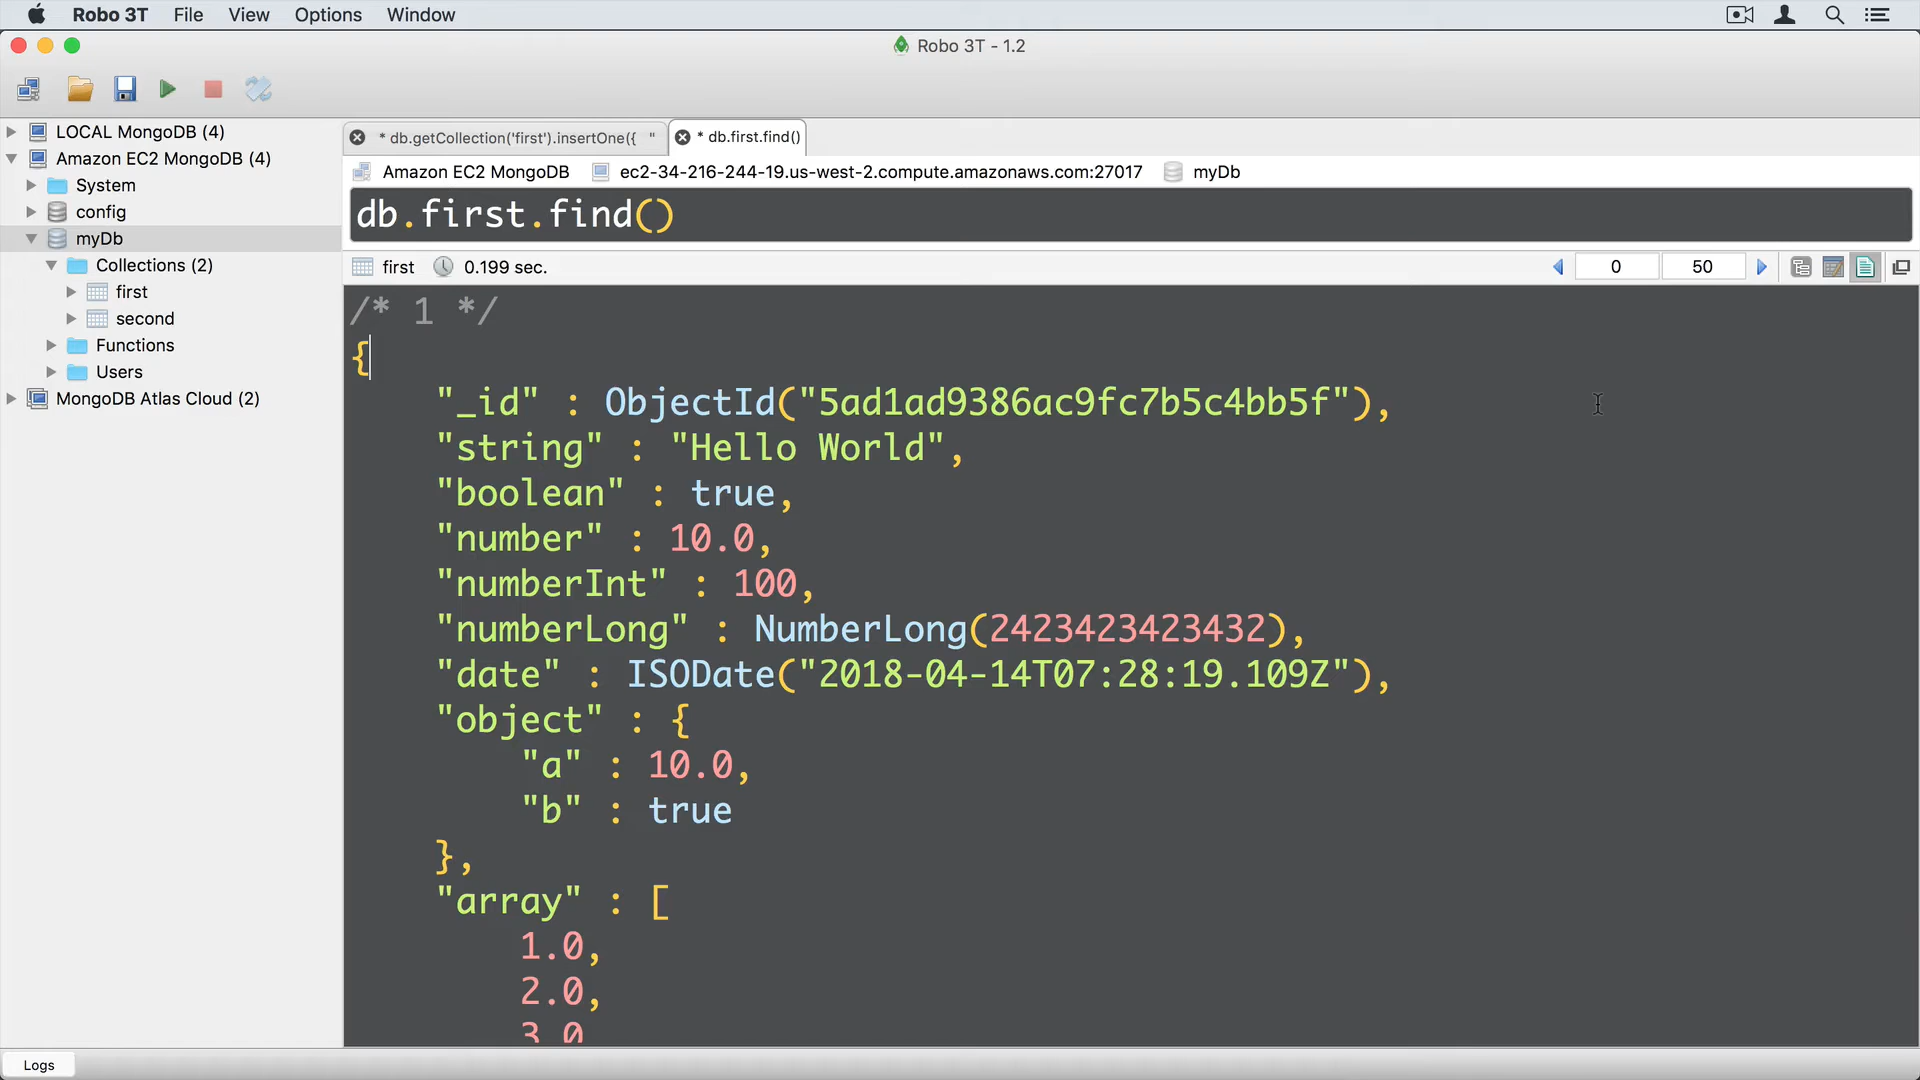 Robo 3T File View Options Window
Robo 3T - 1.2
LOCAL MongoDB (4)
Amazon EC2 MongoDB (4)
System
config
myDb
Collections (2)
first
second
Functions
Users
MongoDB Atlas Cloud (2)
* db.getCollection('first').insertOne({ "
* db.first.find()
Amazon EC2 MongoDB ec2-34-216-244-19.us-west-2.compute.amazonaws.com:27017 myDb
db.first.find()
first 0.199 sec. 0 50
/* 1 */
{
"_id" : ObjectId("5ad1ad9386ac9fc7b5c4bb5f"),
"string" : "Hello World",
"boolean" : true,
"number" : 10.0,
"numberInt" : 100,
"numberLong" : NumberLong(2423423423432),
"date" : ISODate("2018-04-14T07:28:19.109Z"),
"object" : {
"a" : 10.0,
"b" : true
},
"array" : [
1.0,
2.0,
3.0
Logs